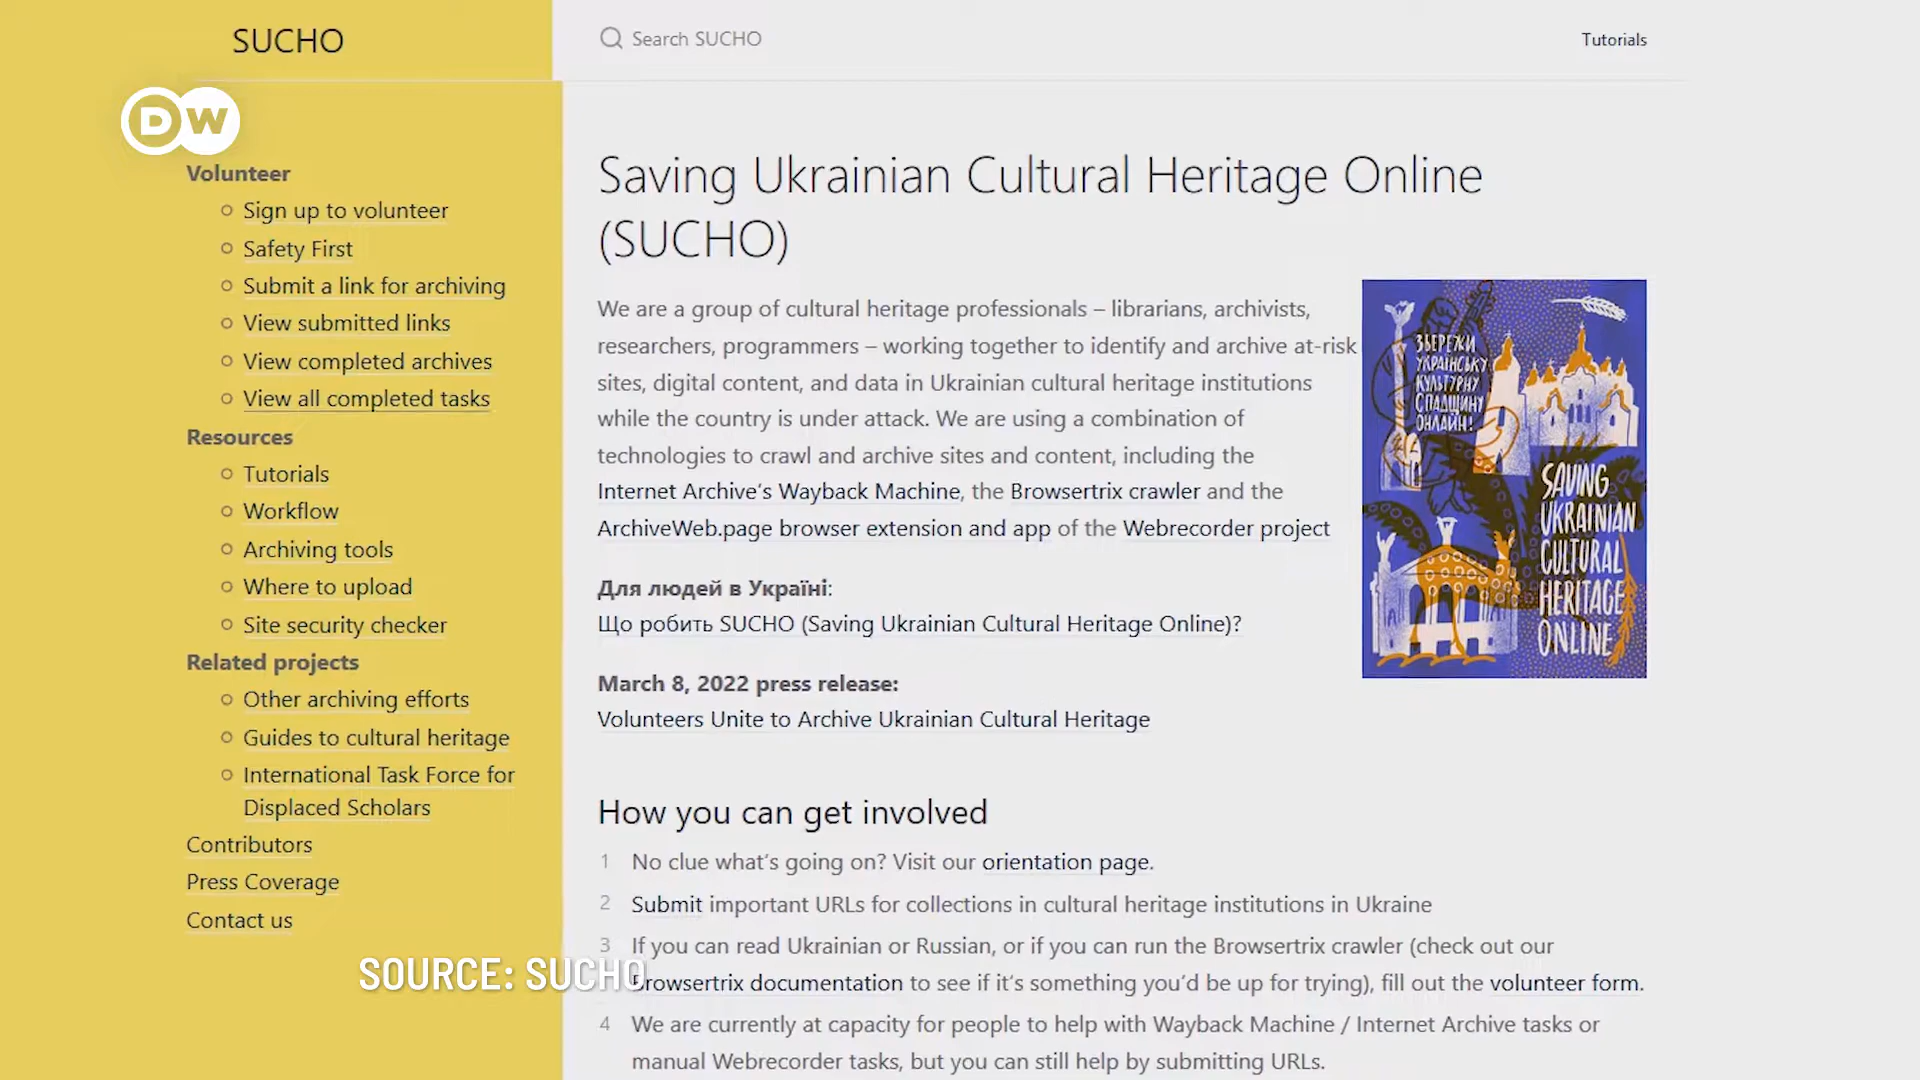 SUCHO
Search SUCHO
Tutorials
DW
Volunteer
Sign up to volunteer
Safety First
Submit a link for archiving
View submitted links
View completed archives
View all completed tasks
Resources
Tutorials
Workflow
Archiving tools
Where to upload
Site security checker
Related projects
Other archiving efforts
Guides to cultural heritage
International Task Force for
Displaced Scholars
Contributors
Press Coverage
Contact us
Saving Ukrainian Cultural Heritage Online
(SUCHO)
We are a group of cultural heritage professionals – librarians, archivists,
researchers, programmers – working together to identify and archive at-risk
sites, digital content, and data in Ukrainian cultural heritage institutions
while the country is under attack. We are using a combination of
technologies to crawl and archive sites and content, including the
Internet Archive's Wayback Machine, the Browsertrix crawler and the
ArchiveWeb.page browser extension and app of the Webrecorder project
Для людей в Україні:
Що робить SUCHO (Saving Ukrainian Cultural Heritage Online)?
March 8, 2022 press release:
Volunteers Unite to Archive Ukrainian Cultural Heritage
ЗБЕРЕЖИ
УКРАЇНСЬКУ
КУЛЬТУРНУ
СПАДЩИНУ
ОНЛАЙН!
SAVING
UKRAINIAN
CULTURAL
HERITAGE
ONLINE
How you can get involved
1 No clue what's going on? Visit our orientation page.
2 Submit important URLs for collections in cultural heritage institutions in Ukraine
3 If you can read Ukrainian or Russian, or if you can run the Browsertrix crawler (check out our
Browsertrix documentation to see if it's something you'd be up for trying), fill out the volunteer form.
4 We are currently at capacity for people to help with Wayback Machine / Internet Archive tasks or
manual Webrecorder tasks, but you can still help by submitting URLs.
SOURCE: SUCHO